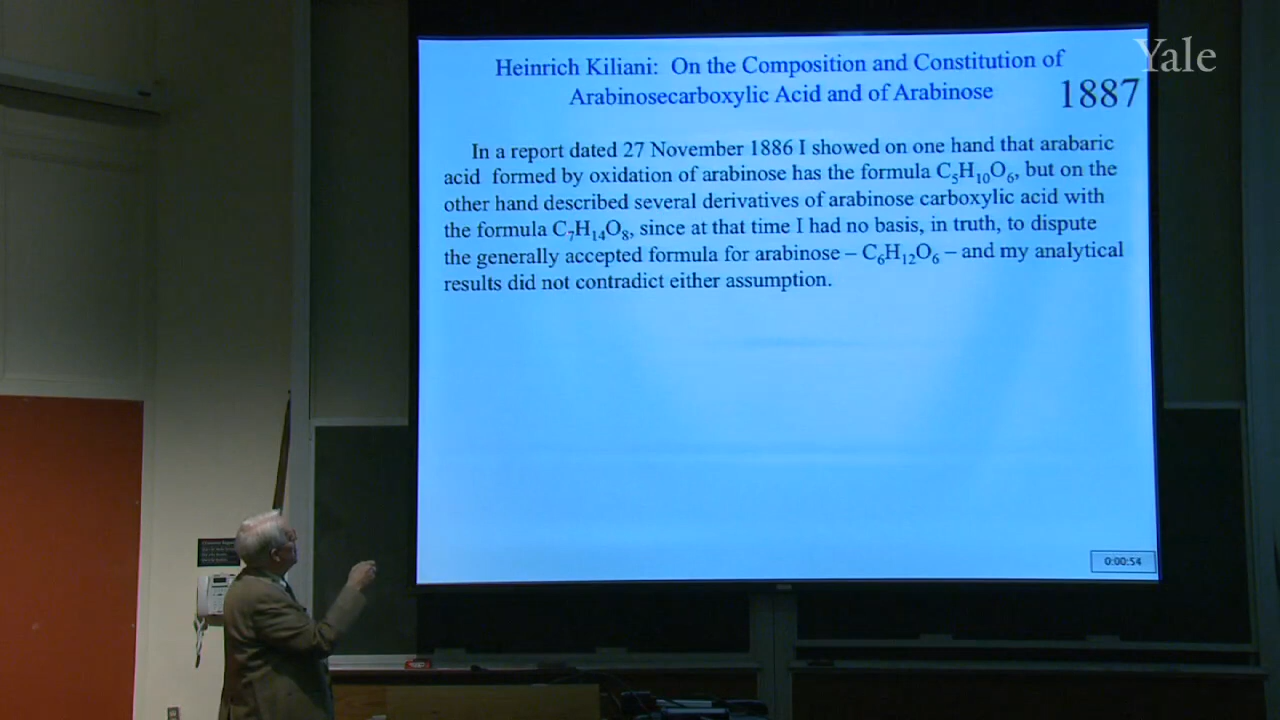 Yale
Heinrich Kiliani: On the Composition and Constitution of
Arabinosecarboxylic Acid and of Arabinose
1887
In a report dated 27 November 1886 I showed on one hand that arabaric
acid formed by oxidation of arabinose has the formula C₅H₁₀O₆, but on the
other hand described several derivatives of arabinose carboxylic acid with
the formula C₇H₁₄O₈, since at that time I had no basis, in truth, to dispute
the generally accepted formula for arabinose – C₆H₁₂O₆ – and my analytical
results did not contradict either assumption.
0:00:54